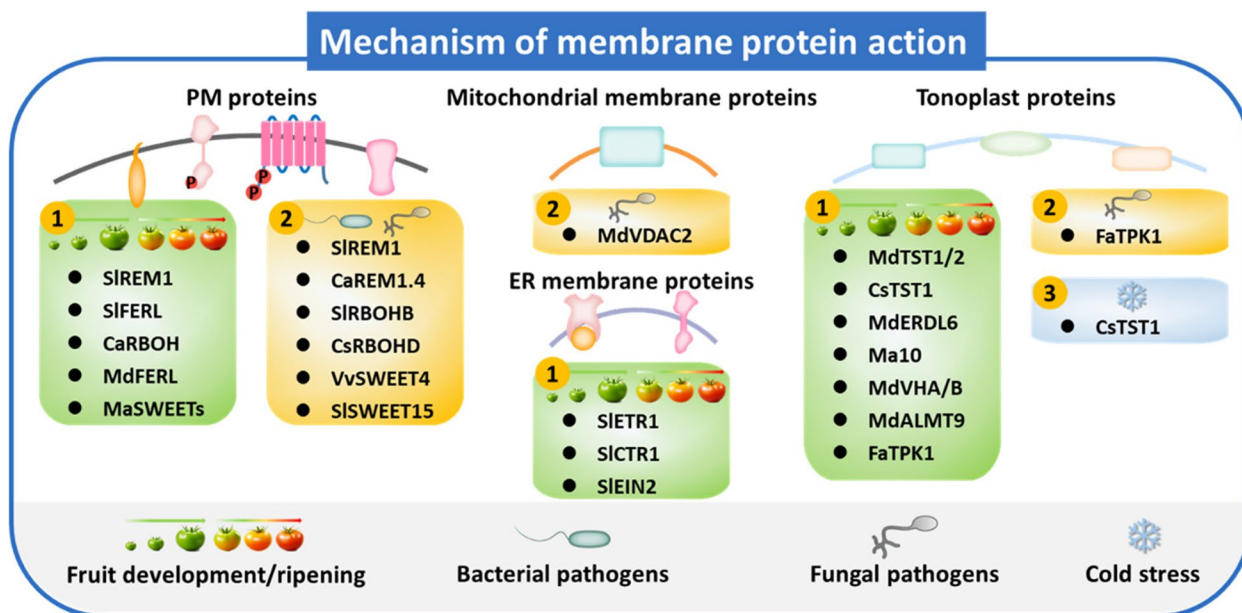 Mechanism of membrane protein action
PM proteins
P
P
P
1
SlREM1
SlFERL
CaRBOH
MdFERL
MaSWEETs
2
SlREM1
CaREM1.4
SlRBOHB
CsRBOHD
VvSWEET4
SlSWEET15
Mitochondrial membrane proteins
2
MdVDAC2
ER membrane proteins
1
SlETR1
SlCTR1
SlEIN2
Tonoplast proteins
1
MdTST1/2
CsTST1
MdERDL6
Ma10
MdVHA/B
MdALMT9
FaTPK1
2
FaTPK1
3
CsTST1
Fruit development/ripening
Bacterial pathogens
Fungal pathogens
Cold stress